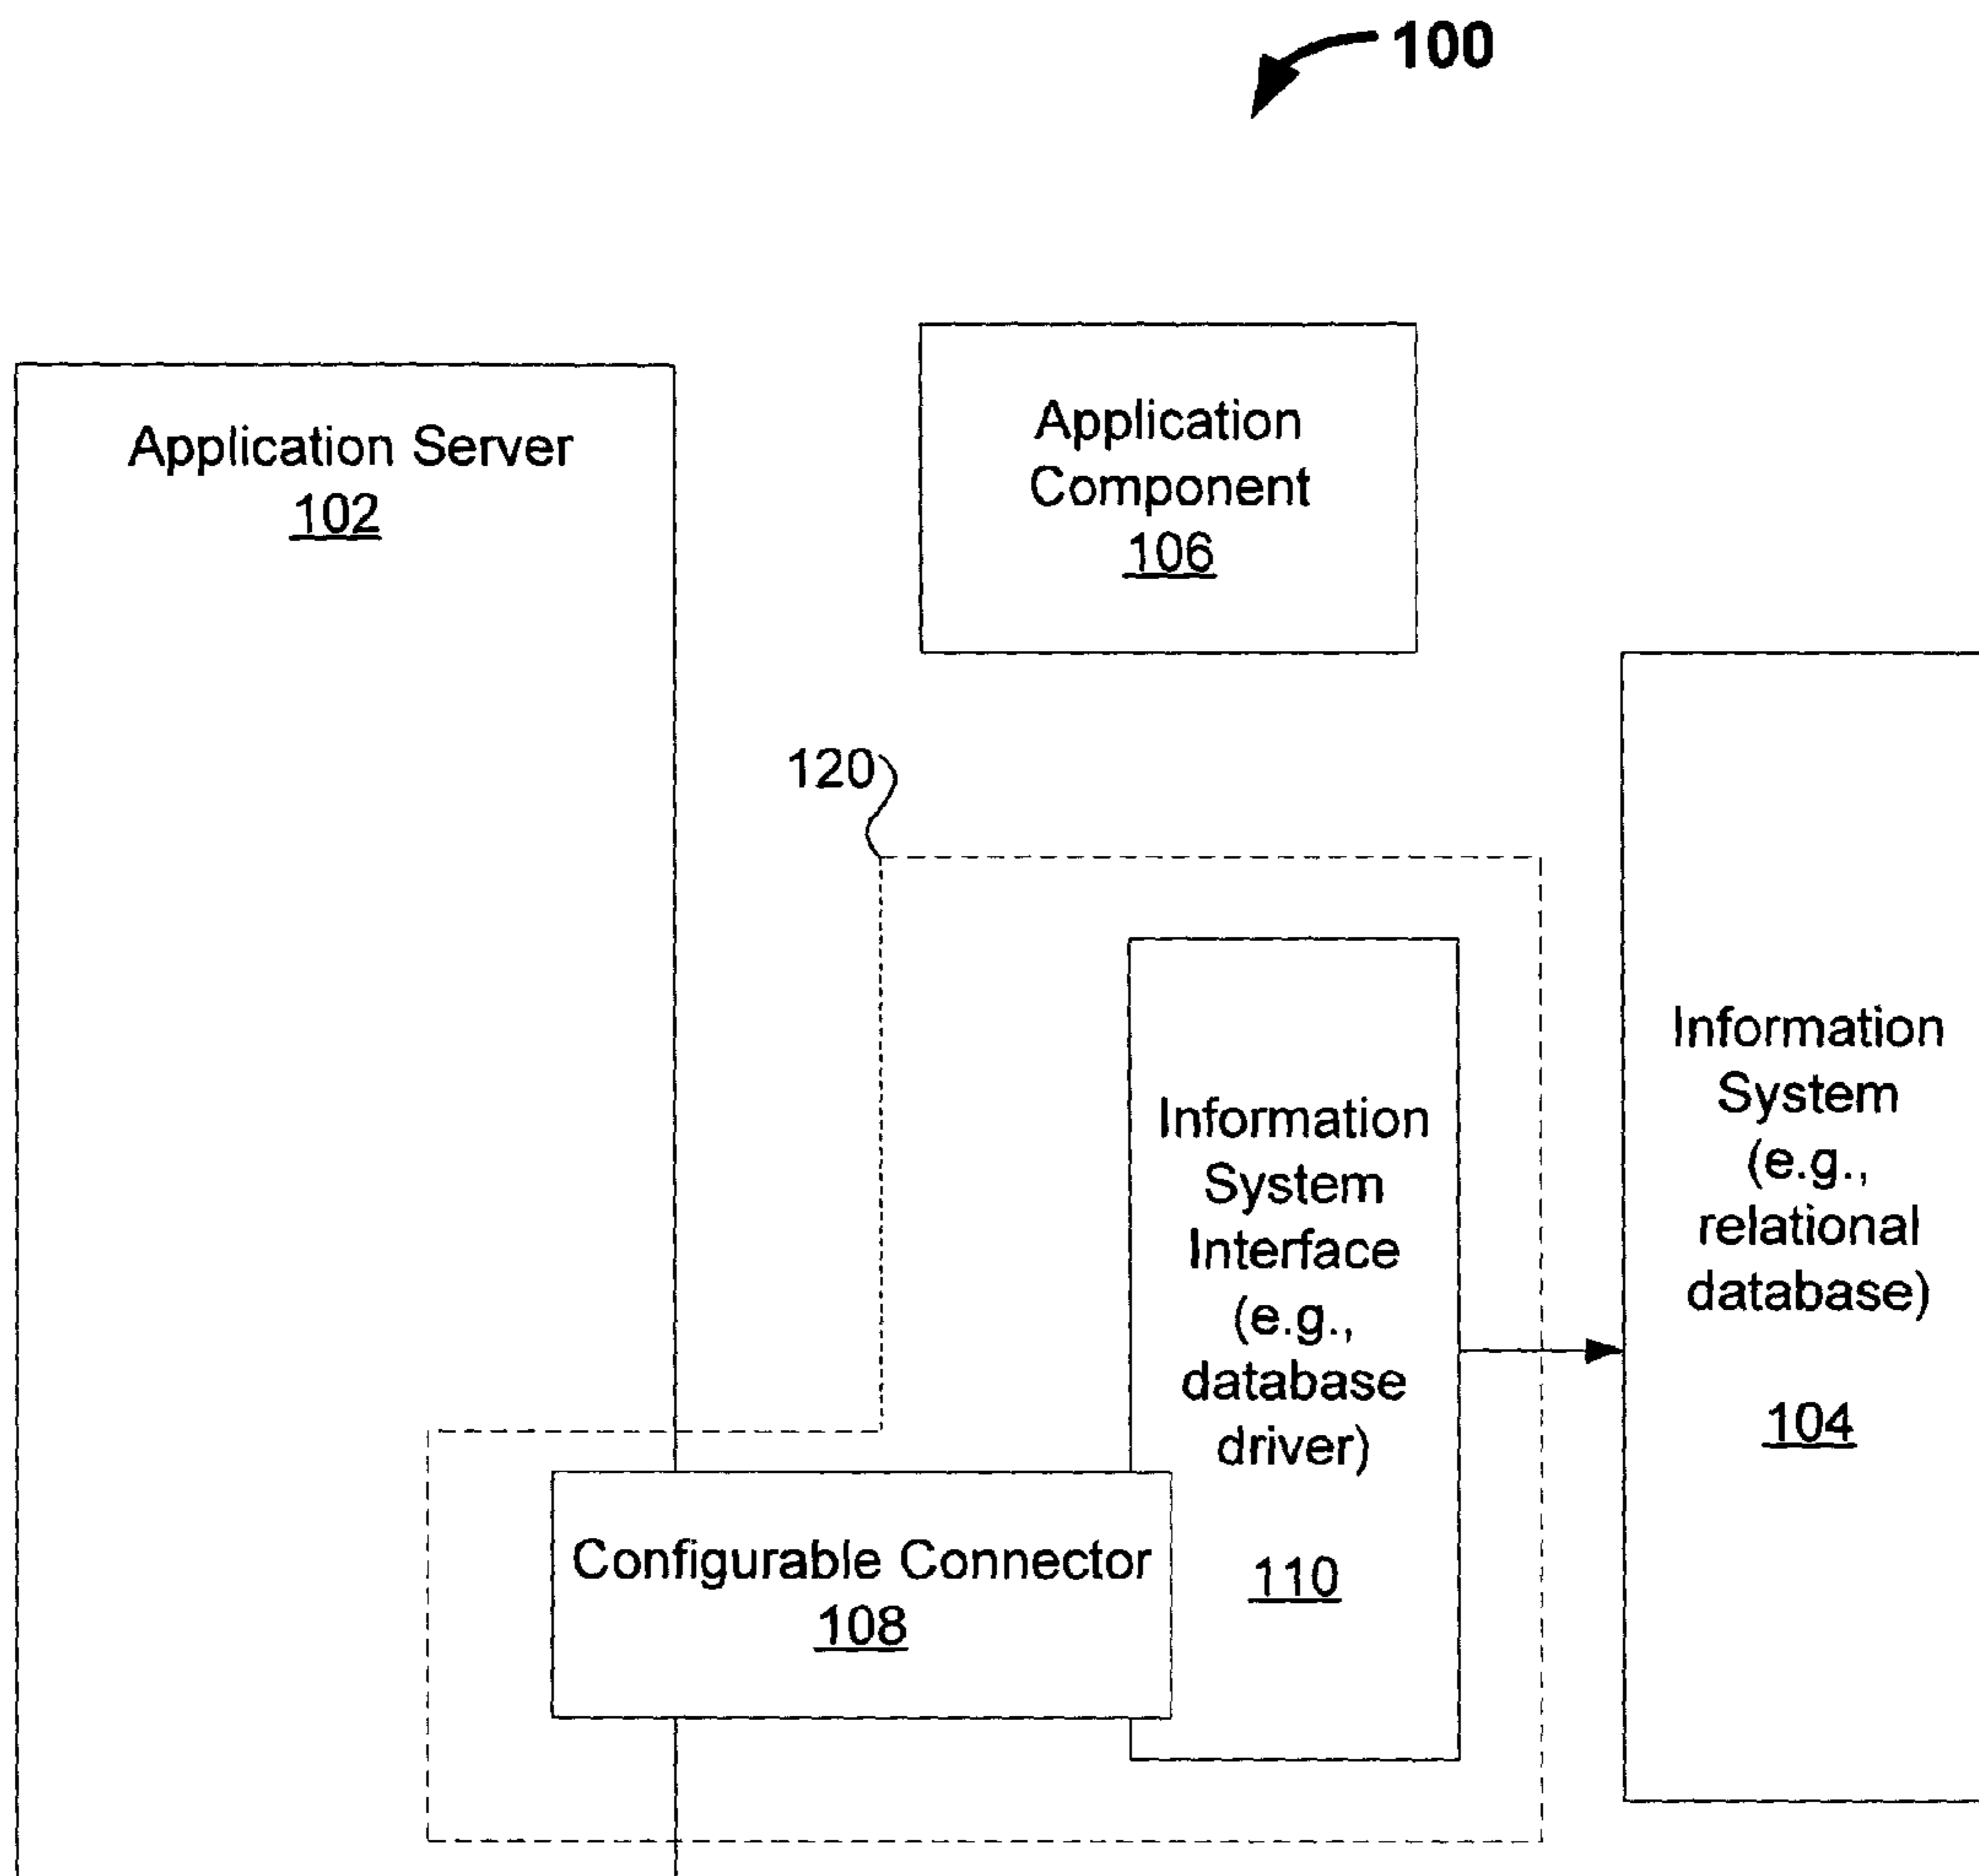 100
Application Server
102
Application
Component
106
120
Information
System
Interface
(e.g.,
database
driver)
110
Information
System
(e.g.,
relational
database)
104
Configurable Connector
108